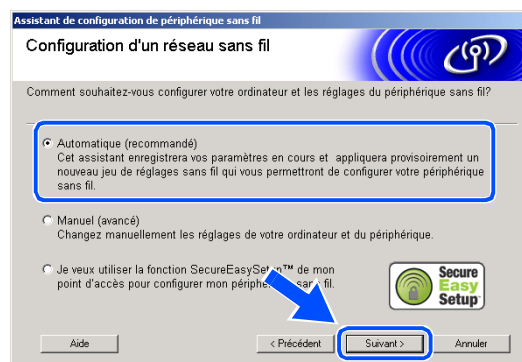 Assistant de configuration de périphérique sans fil
Configuration d'un réseau sans fil
Comment souhaitez-vous configurer votre ordinateur et les réglages du périphérique sans fil?
Automatique (recommandé)
Cet assistant enregistrera vos paramètres en cours et appliquera provisoirement un
nouveau jeu de réglages sans fil qui vous permettront de configurer votre périphérique
sans fil.
Manuel (avancé)
Changez manuellement les réglages de votre ordinateur et du périphérique.
Je veux utiliser la fonction SecureEasySetup™ de mon
point d'accès pour configurer mon périphérique sans fil.
Secure
Easy
Setup
Aide
< Précédent
Suivant >
Annuler